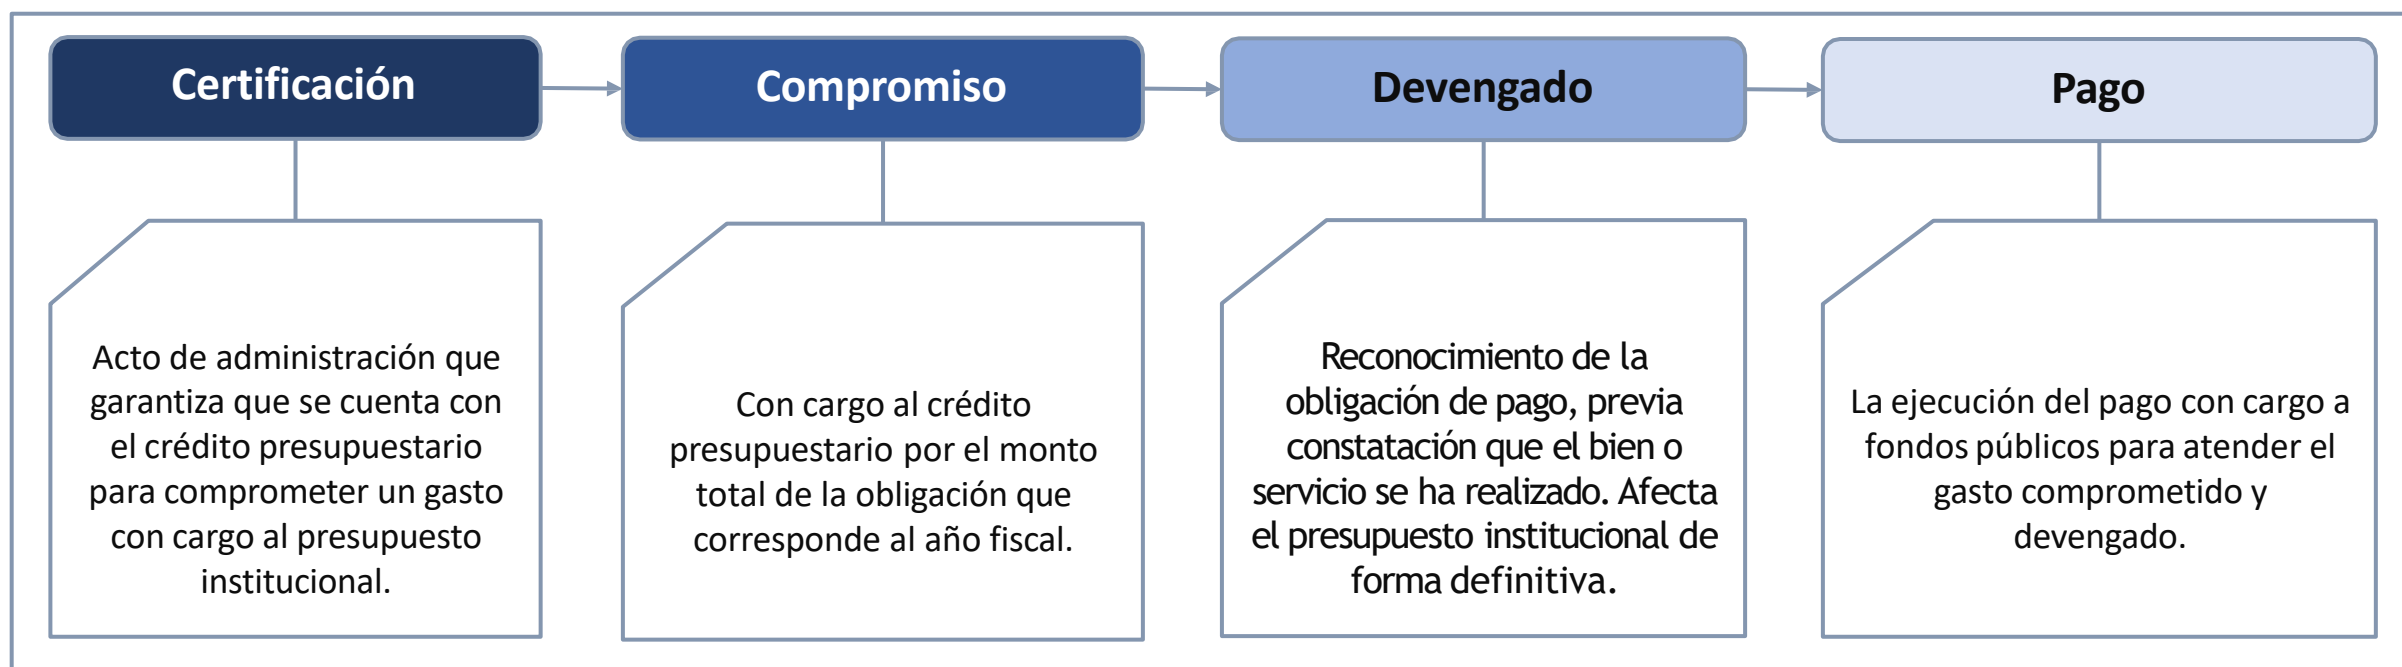 Certificación
Compromiso
Devengado
Pago
Acto de administración que
garantiza que se cuenta con
el crédito presupuestario
para comprometer un gasto
con cargo al presupuesto
institucional.
Con cargo al crédito
presupuestario por el monto
total de la obligación que
corresponde al año fiscal.
Reconocimiento de la
obligación de pago, previa
constatación que el bien o
servicio se ha realizado. Afecta
el presupuesto institucional de
forma definitiva.
La ejecución del pago con cargo a
fondos públicos para atender el
gasto comprometido y
devengado.